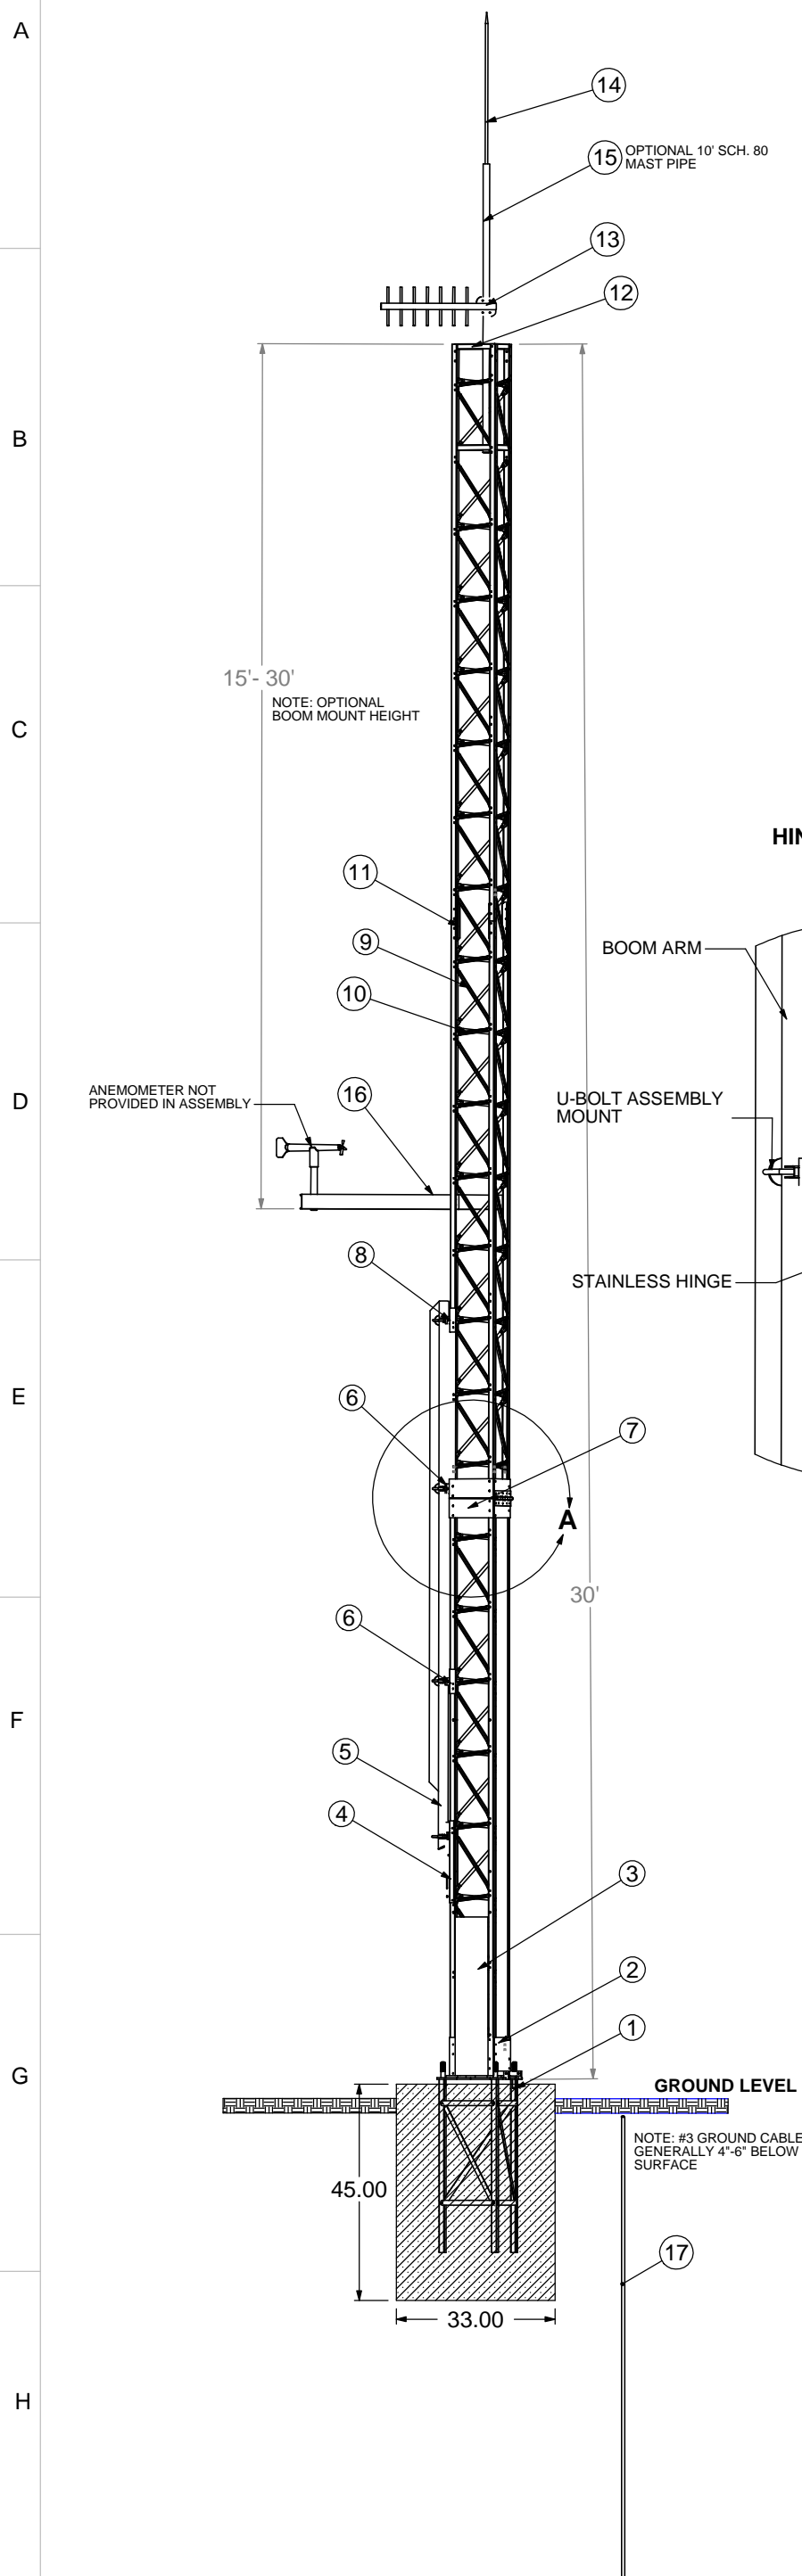 A
14
15
OPTIONAL 10' SCH. 80
MAST PIPE
13
12
B
15'- 30'
NOTE: OPTIONAL
BOOM MOUNT HEIGHT
C
HIN
11
9
BOOM ARM
10
16
ANEMOMETER NOT
PROVIDED IN ASSEMBLY
D
U-BOLT ASSEMBLY
MOUNT
8
STAINLESS HINGE
E
6
7
A
30'
6
F
5
4
3
2
1
G
GROUND LEVEL
NOTE: #3 GROUND CABLE
GENERALLY 4"-6" BELOW
SURFACE
45.00
17
33.00
H